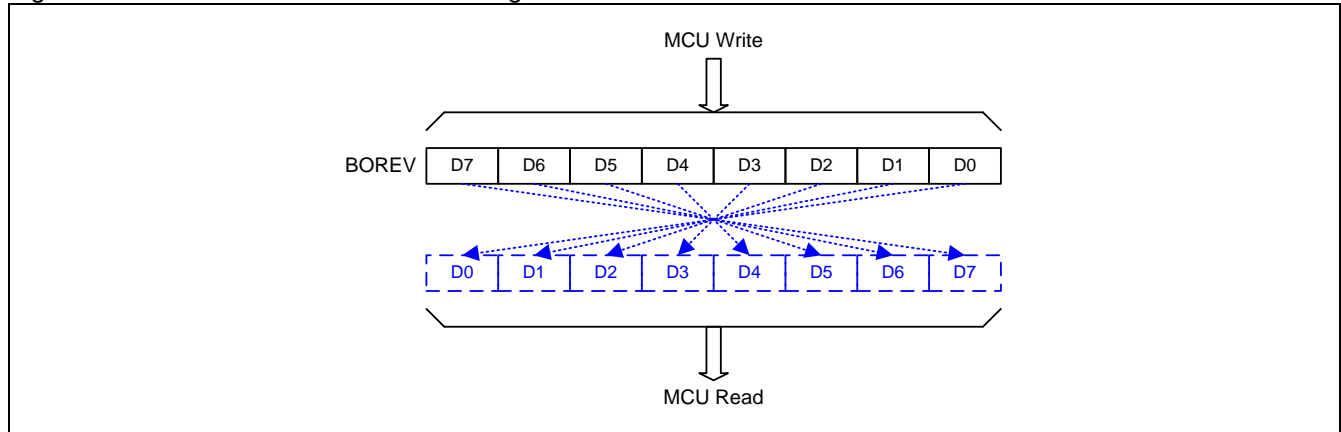 MCU Write
BOREV D7 D6 D5 D4 D3 D2 D1 D0
D0 D1 D2 D3 D4 D5 D6 D7
MCU Read